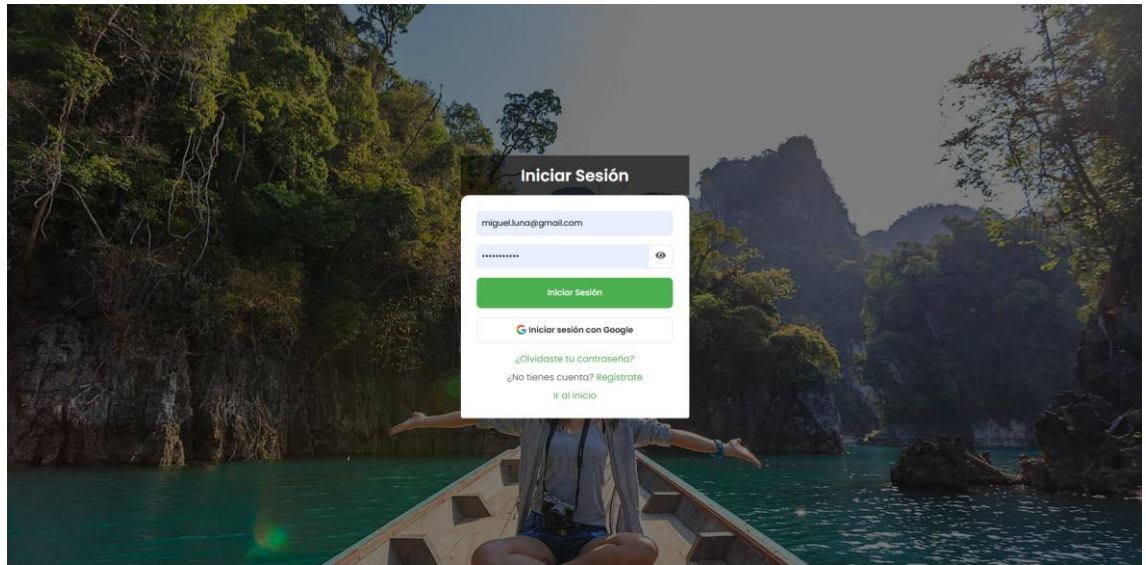 Iniciar Sesión
miguel.luna@gmail.com
•••••••••••
Iniciar Sesión
Iniciar sesión con Google
¿Olvidaste tu contraseña?
¿No tienes cuenta? Regístrate
Ir al inicio